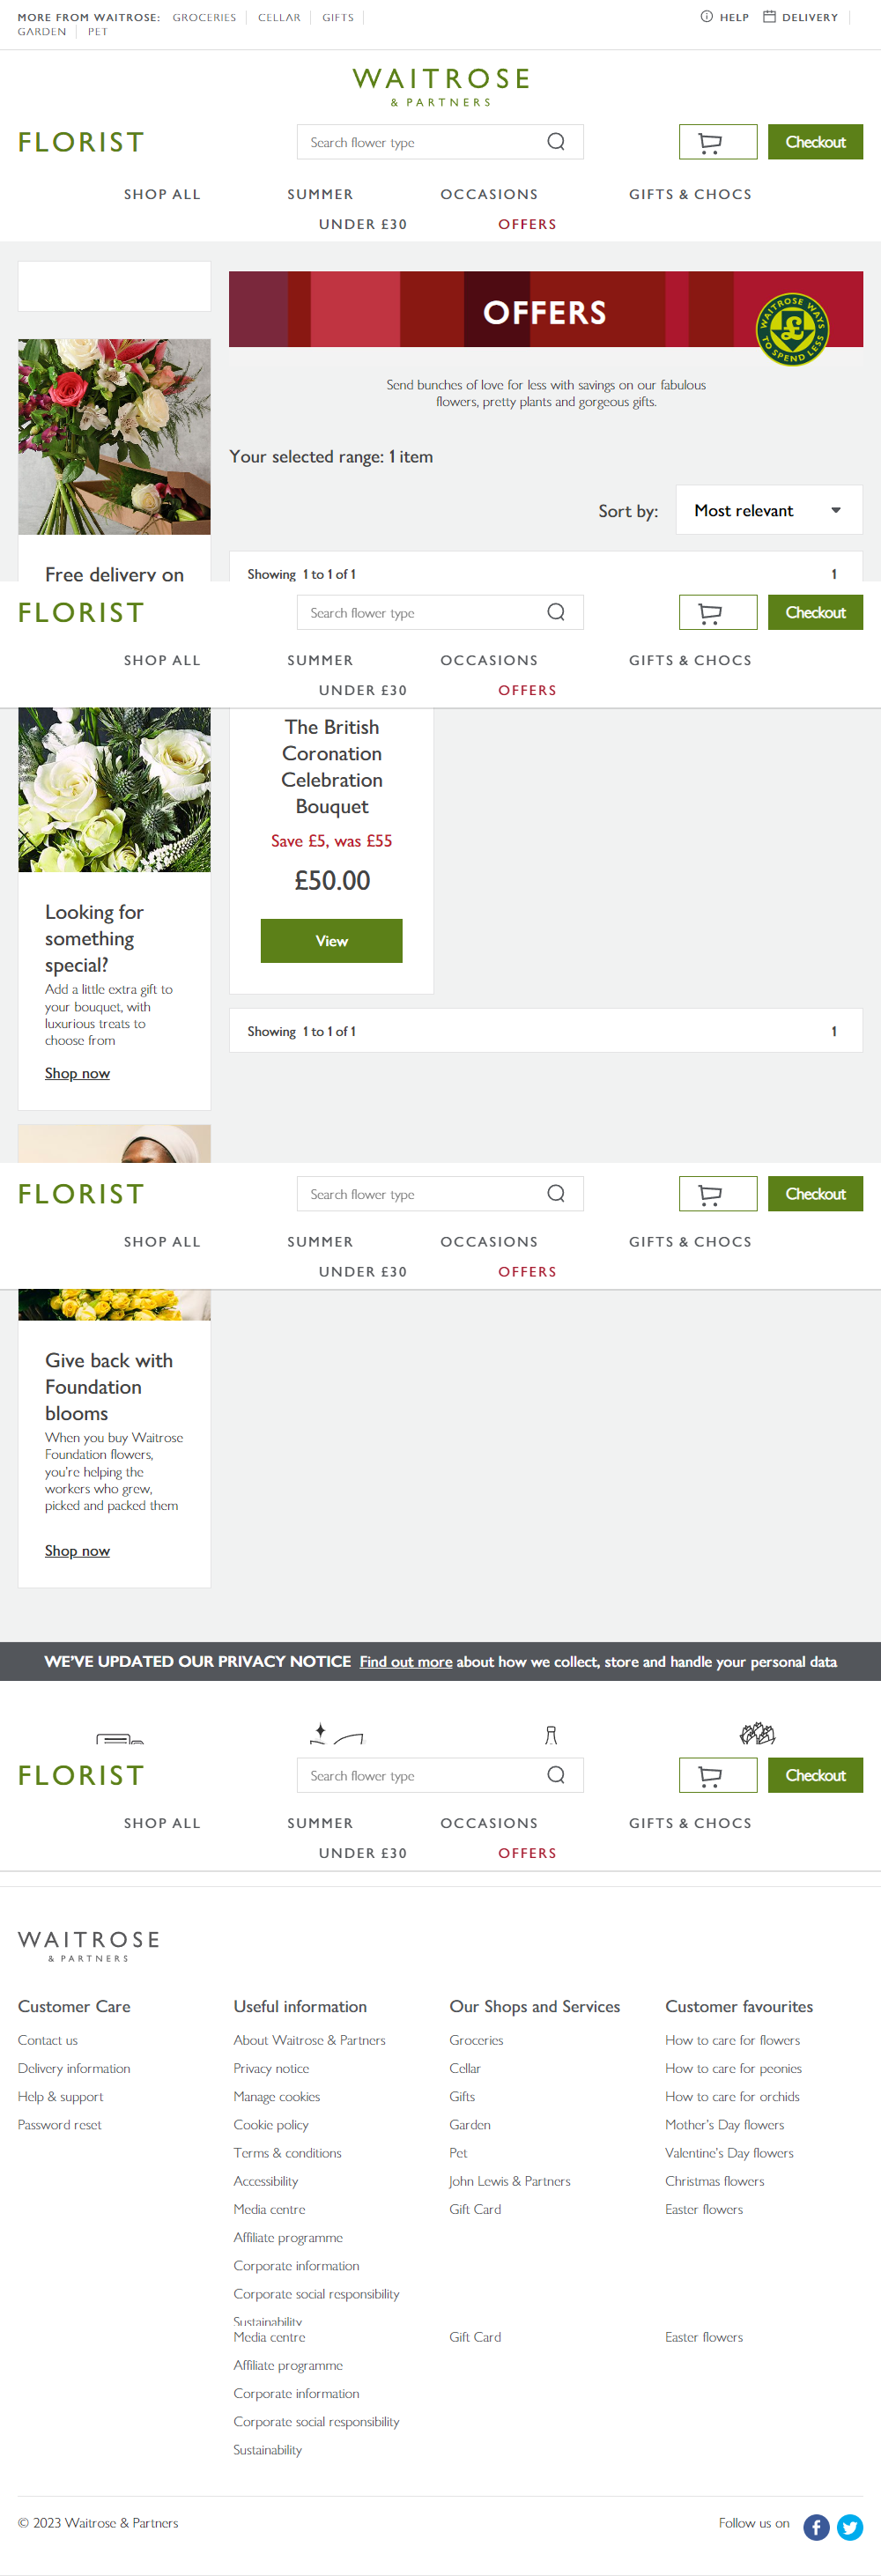 MORE FROM WAITROSE: GROCERIES CELLAR GIFTS
GARDEN PET
HELP DELIVERY
WAITROSE
& PARTNERS
FLORIST
Search flower type
Checkout
SHOP ALL SUMMER OCCASIONS GIFTS & CHOCS
UNDER £30 OFFERS
OFFERS
WAITROSE WAYS TO SPEND LESS
£
Send bunches of love for less with savings on our fabulous
flowers, pretty plants and gorgeous gifts.
Your selected range: 1 item
Sort by: Most relevant
Free delivery on
Showing 1 to 1 of 1 1
FLORIST
Search flower type
Checkout
SHOP ALL SUMMER OCCASIONS GIFTS & CHOCS
UNDER £30 OFFERS
The British
Coronation
Celebration
Bouquet
Save £5, was £55
£50.00
View
Looking for
something
special?
Add a little extra gift to
your bouquet, with
luxurious treats to
choose from
Shop now
Showing 1 to 1 of 1 1
FLORIST
Search flower type
Checkout
SHOP ALL SUMMER OCCASIONS GIFTS & CHOCS
UNDER £30 OFFERS
Give back with
Foundation
blooms
When you buy Waitrose
Foundation flowers,
you're helping the
workers who grew,
picked and packed them
Shop now
WE'VE UPDATED OUR PRIVACY NOTICE Find out more about how we collect, store and handle your personal data
FLORIST
Search flower type
Checkout
SHOP ALL SUMMER OCCASIONS GIFTS & CHOCS
UNDER £30 OFFERS
WAITROSE
& PARTNERS
Customer Care
Contact us
Delivery information
Help & support
Password reset
Useful information
About Waitrose & Partners
Privacy notice
Manage cookies
Cookie policy
Terms & conditions
Accessibility
Media centre
Affiliate programme
Corporate information
Corporate social responsibility
Sustainability
Media centre
Affiliate programme
Corporate information
Corporate social responsibility
Sustainability
Our Shops and Services
Groceries
Cellar
Gifts
Garden
Pet
John Lewis & Partners
Gift Card
Gift Card
Customer favourites
How to care for flowers
How to care for peonies
How to care for orchids
Mother's Day flowers
Valentine's Day flowers
Christmas flowers
Easter flowers
Easter flowers
© 2023 Waitrose & Partners
Follow us on